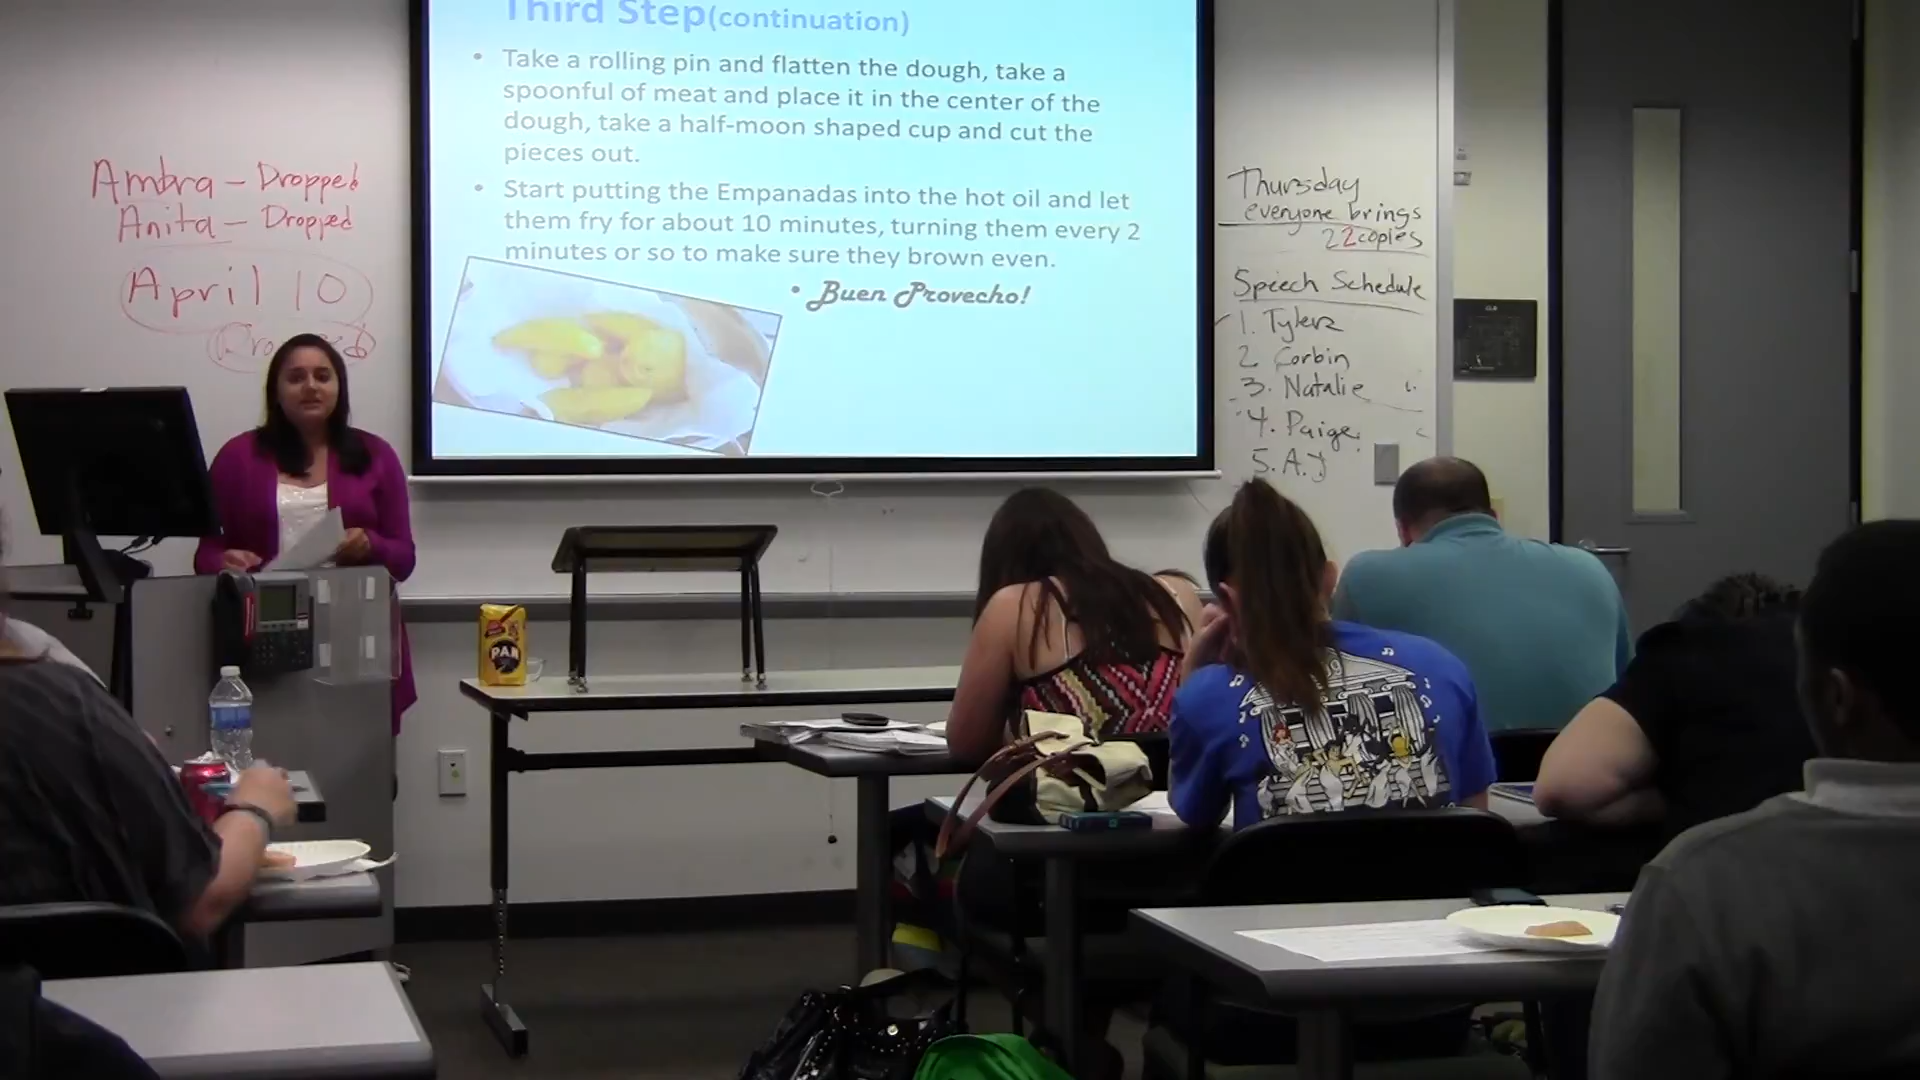 Third Step(continuation)
• Take a rolling pin and flatten the dough, take a
spoonful of meat and place it in the center of the
dough, take a half-moon shaped cup and cut the
pieces out.
• Start putting the Empanadas into the hot oil and let
them fry for about 10 minutes, turning them every 2
minutes or so to make sure they brown even.
• Buen Provecho!
Ambra - Dropped
Anita - Dropped
April 10
Thursday
everyone brings
22 copies
Speech Schedule
1. Tyler
2 Corbin
3. Natalie
4. Paige
5. A.J
PAN